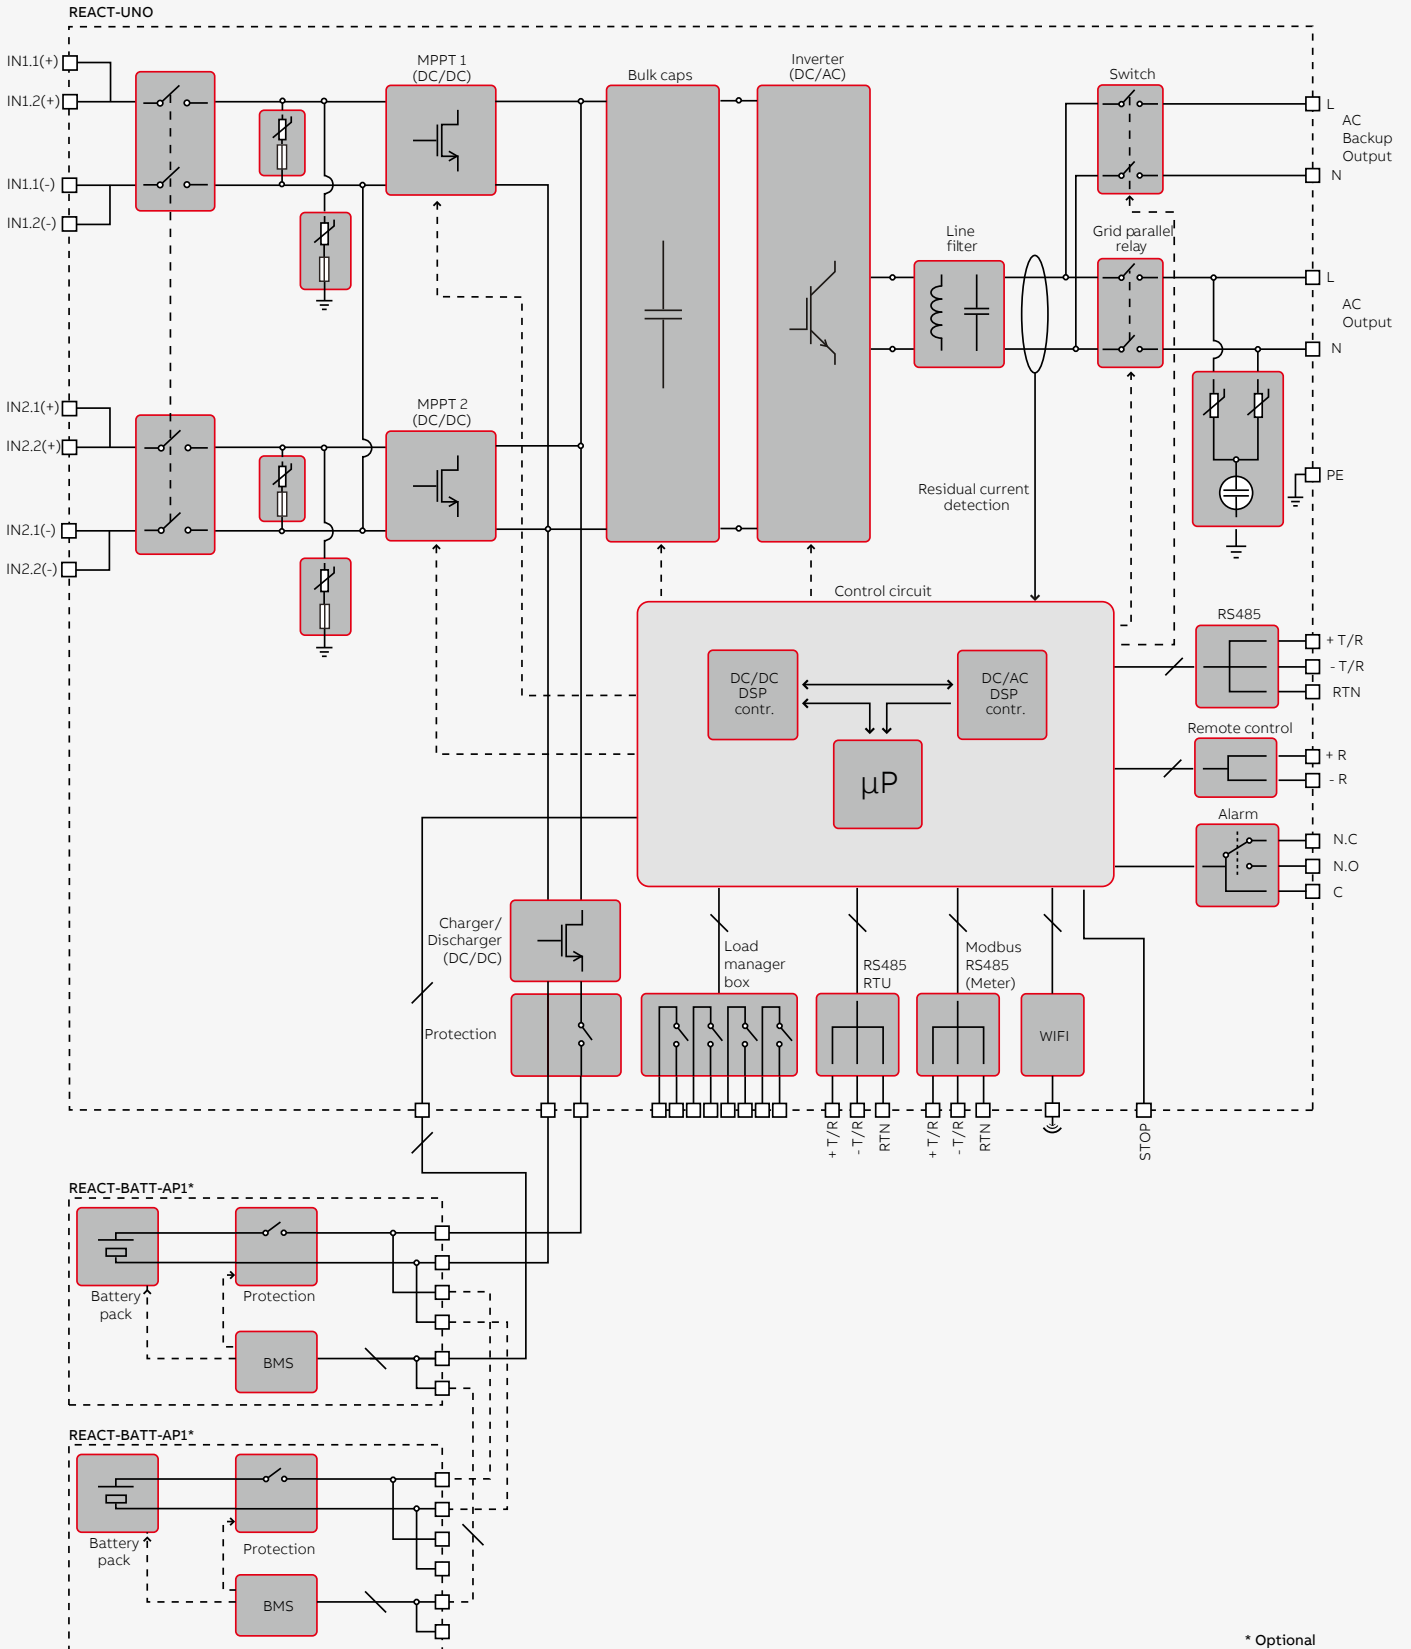 REACT-UNO
IN1.1(+)
IN1.2(+)
IN1.1(-)
IN1.2(-)
MPPT 1
(DC/DC)
Bulk caps
Inverter
(DC/AC)
Switch
L
AC
Backup
Output
N
Line
filter
Grid parallel
relay
L
AC
Output
N
IN2.1(+)
IN2.2(+)
IN2.1(-)
IN2.2(-)
MPPT 2
(DC/DC)
Residual current
detection
PE
Control circuit
DC/DC
DSP
contr.
DC/AC
DSP
contr.
µP
RS485
+ T/R
- T/R
RTN
Remote control
+ R
- R
Alarm
N.C
N.O
C
Charger/
Discharger
(DC/DC)
Protection
Load
manager
box
RS485
RTU
Modbus
RS485
(Meter)
WIFI
+ T/R
- T/R
RTN
+ T/R
- T/R
RTN
STOP
REACT-BATT-AP1*
Battery
pack
Protection
BMS
REACT-BATT-AP1*
Battery
pack
Protection
BMS
* Optional